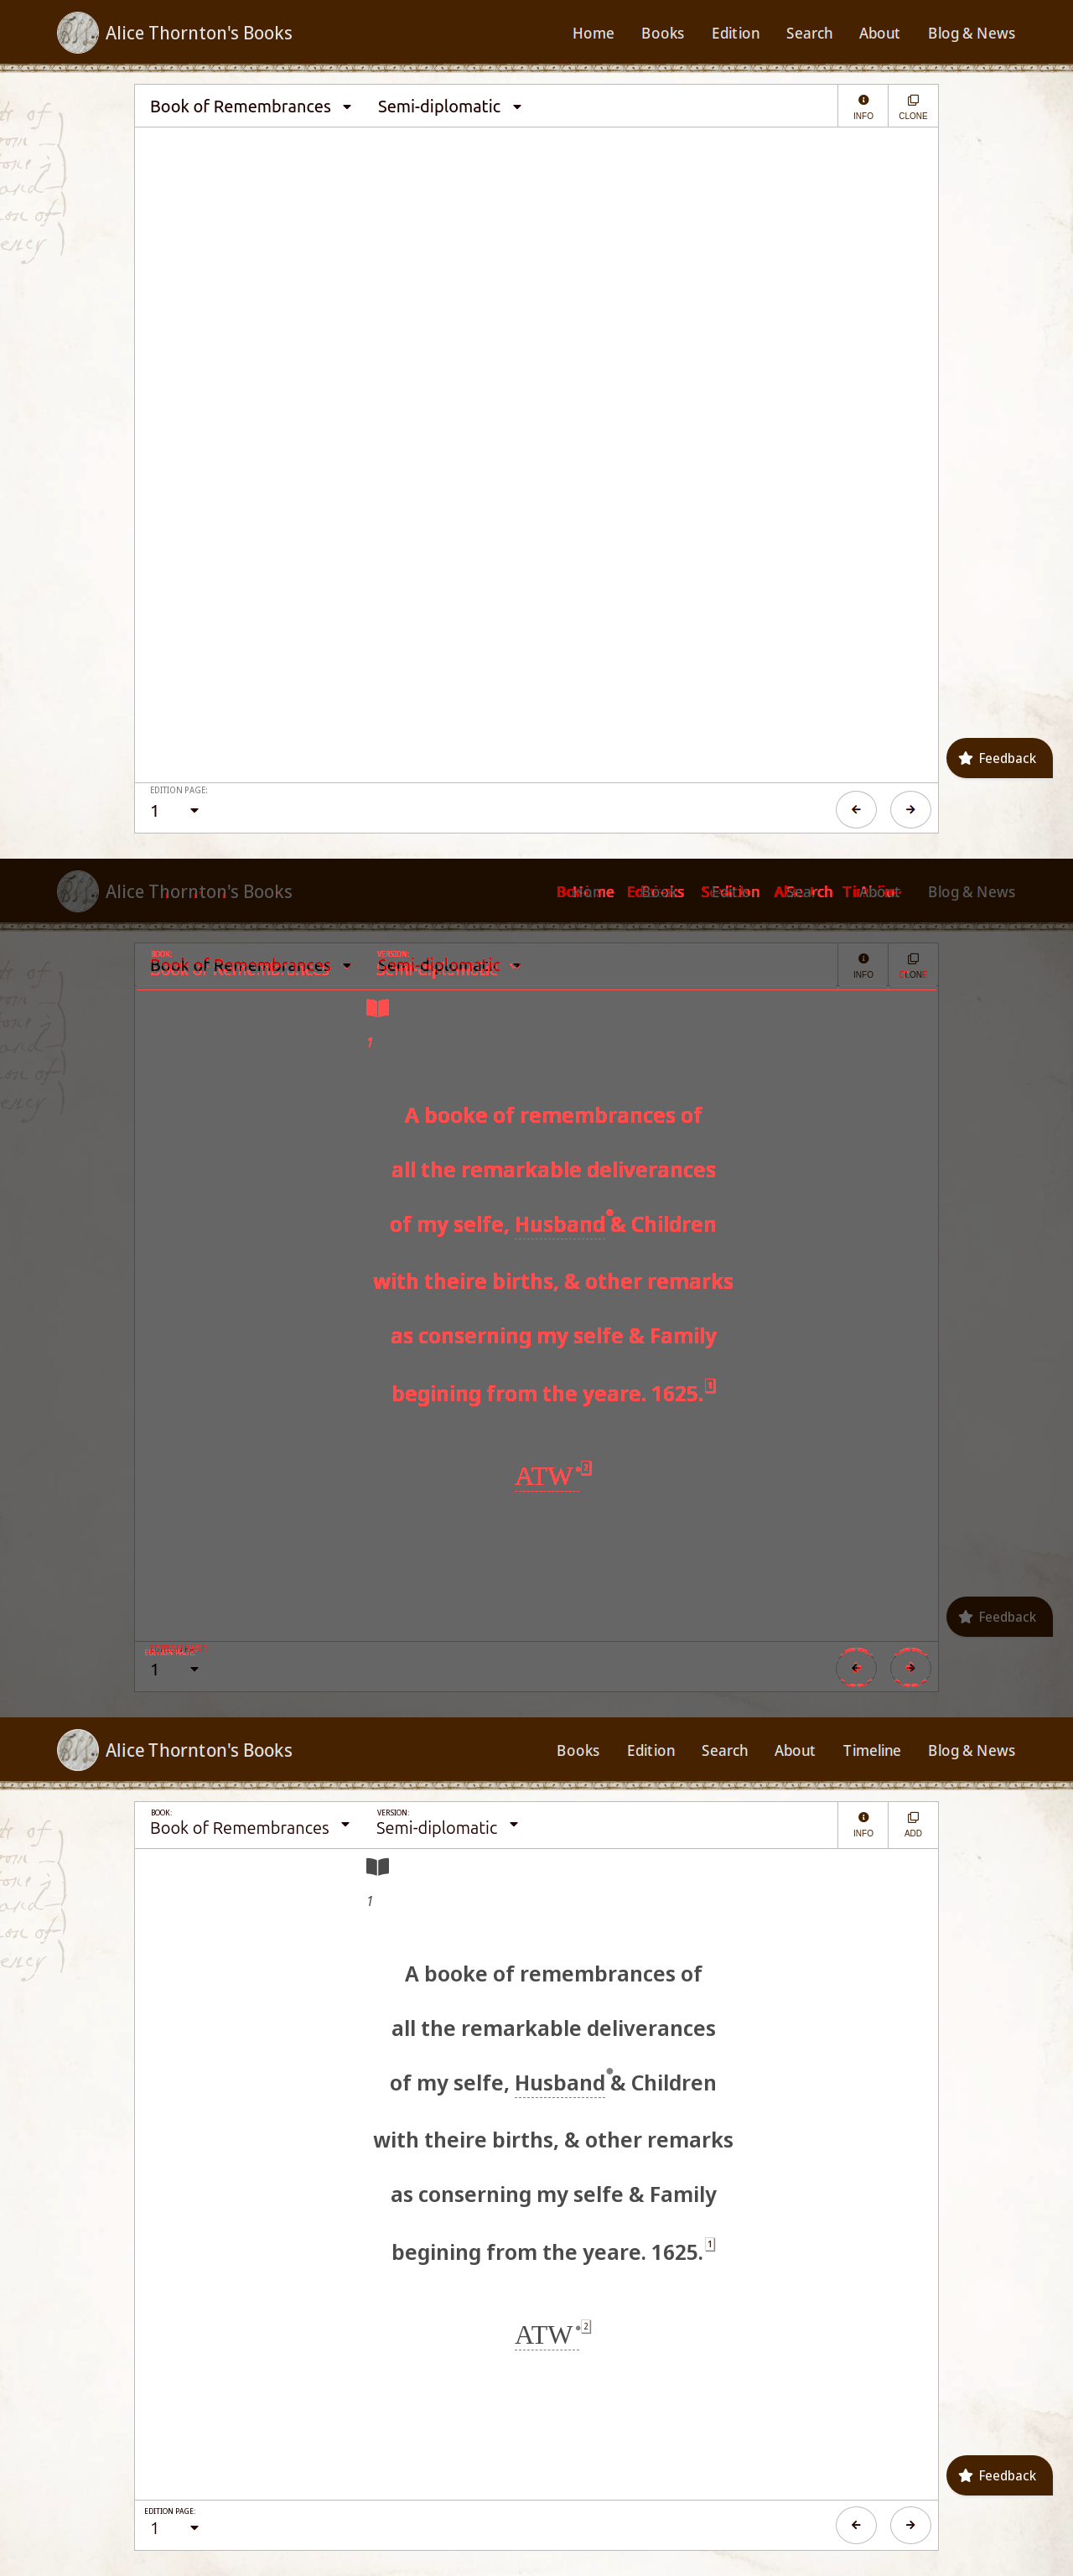 Alice Thornton's Books Home Books Edition Search About Blog & News
Book of Remembrances Semi-diplomatic INFO CLONE
Feedback
EDITION PAGE:
1
Alice Thornton's Books Blog & News
BOOK: VERSION:
Book of Remembrances Semi-diplomatic INFO
1
A booke of remembrances of
all the remarkable deliverances
of my selfe, Husband & Children
with theire births, & other remarks
as conserning my selfe & Family
begining from the yeare. 1625. 1
ATW
Feedback
EDITION PAGE:
1
Alice Thornton's Books Books Edition Search About Timeline Blog & News
BOOK: VERSION:
Book of Remembrances Semi-diplomatic INFO ADD
1
A booke of remembrances of
all the remarkable deliverances
of my selfe, Husband & Children
with theire births, & other remarks
as conserning my selfe & Family
begining from the yeare. 1625. 1
ATW 2
Feedback
EDITION PAGE:
1